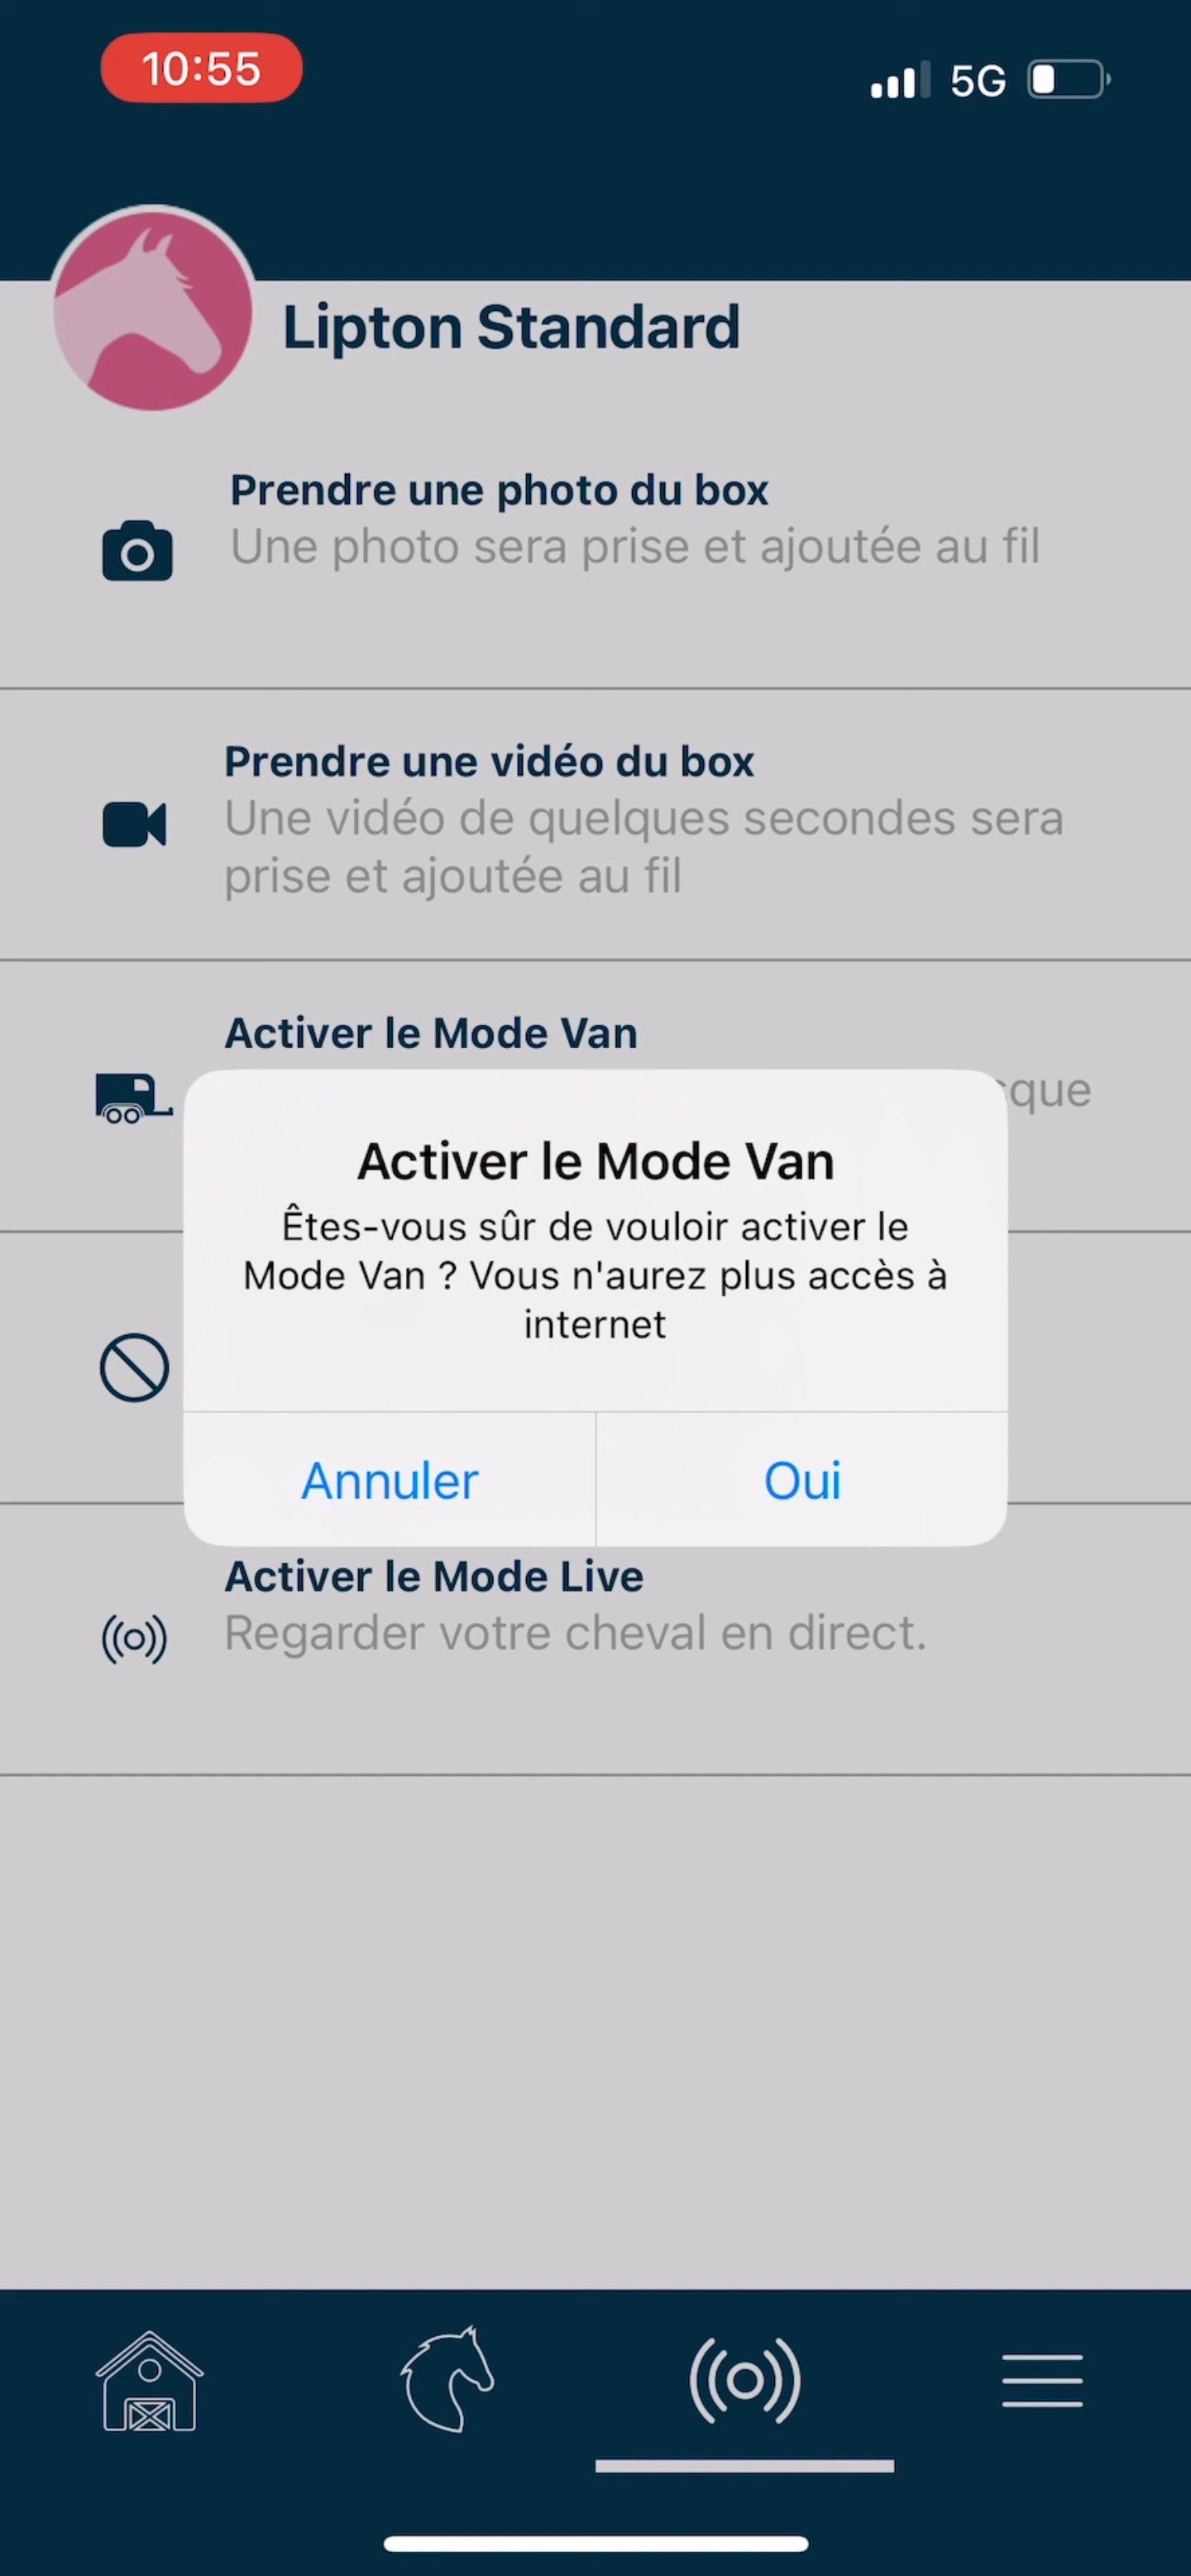 10:55
5G
Lipton Standard
Prendre une photo du box
Une photo sera prise et ajoutée au fil
Prendre une vidéo du box
Une vidéo de quelques secondes sera
prise et ajoutée au fil
Activer le Mode Van
Activer le Mode Van
Êtes-vous sûr de vouloir activer le
Mode Van ? Vous n'aurez plus accès à
internet
Annuler
Oui
Activer le Mode Live
Regarder votre cheval en direct.